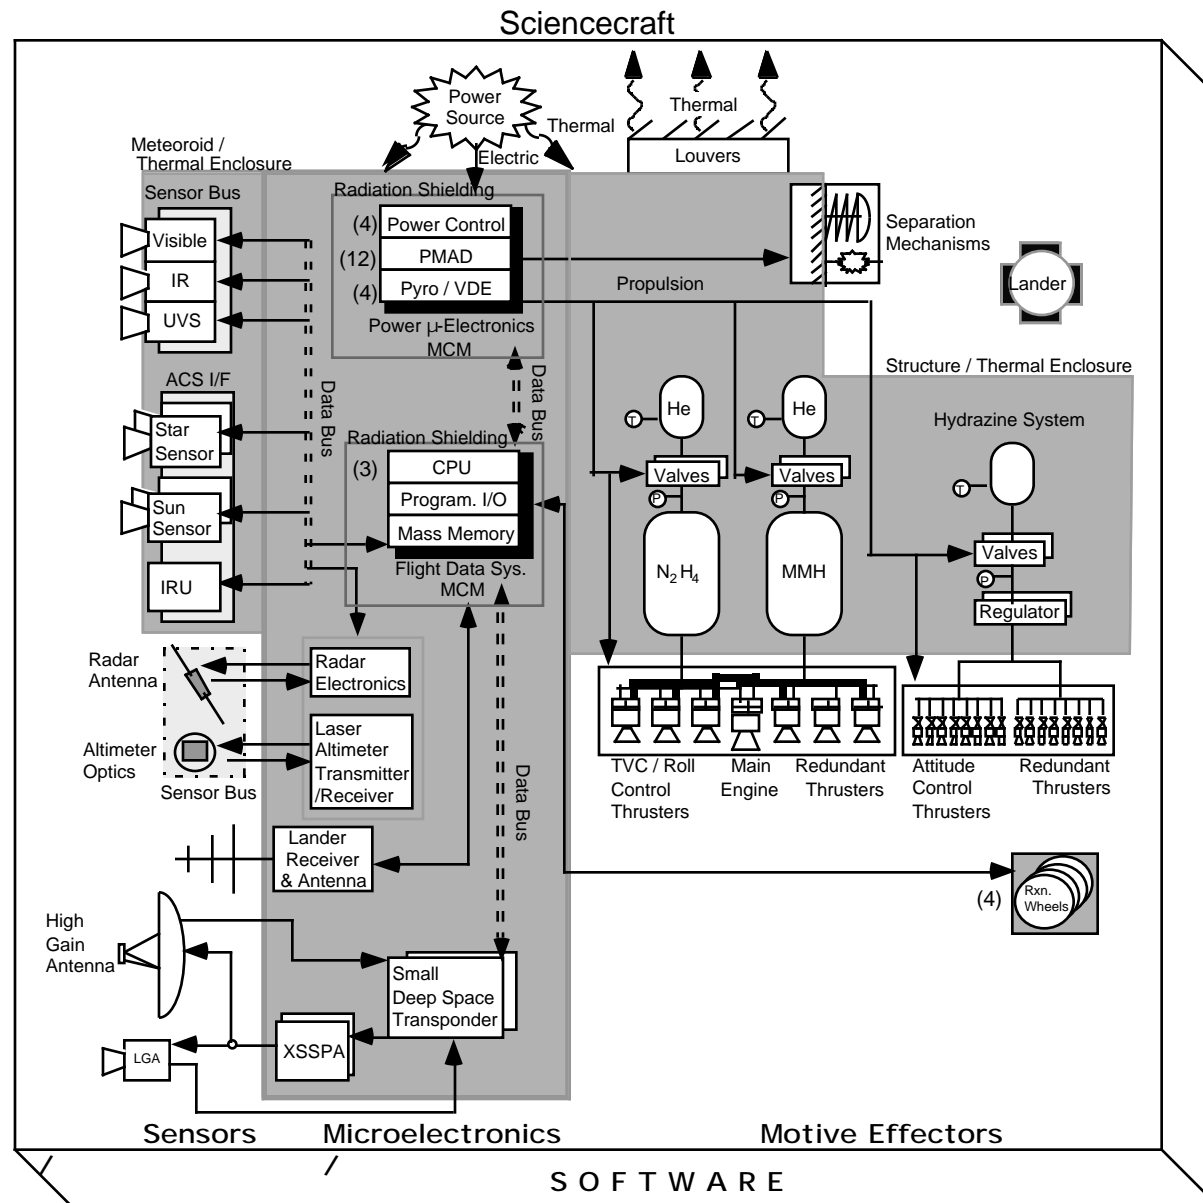 Sciencecraft
Power
Source
Thermal
Electric
Thermal
Louvers
Meteoroid /
Thermal Enclosure
Sensor Bus
Visible
IR
UVS
ACS I/F
Star
Sensor
Sun
Sensor
IRU
Data Bus
Radiation Shielding
(4) Power Control
(12) PMAD
(4) Pyro / VDE
Power µ-Electronics
MCM
Data Bus
Radiation Shielding
(3) CPU
Program. I/O
Mass Memory
Flight Data Sys.
MCM
Separation
Mechanisms
Lander
Propulsion
Structure / Thermal Enclosure
He
T
Valves
P
N2H4
He
T
Valves
P
MMH
Hydrazine System
T
Valves
P
Regulator
Radar
Antenna
Altimeter
Optics
Sensor Bus
Radar
Electronics
Laser
Altimeter
Transmitter
/Receiver
Data Bus
TVC / Roll
Control
Thrusters
Main
Engine
Redundant
Thrusters
Attitude
Control
Thrusters
Redundant
Thrusters
Lander
Receiver
& Antenna
(4)
Rxn.
Wheels
High
Gain
Antenna
Small
Deep Space
Transponder
XSSPA
LGA
Sensors
Microelectronics
Motive Effectors
SOFTWARE